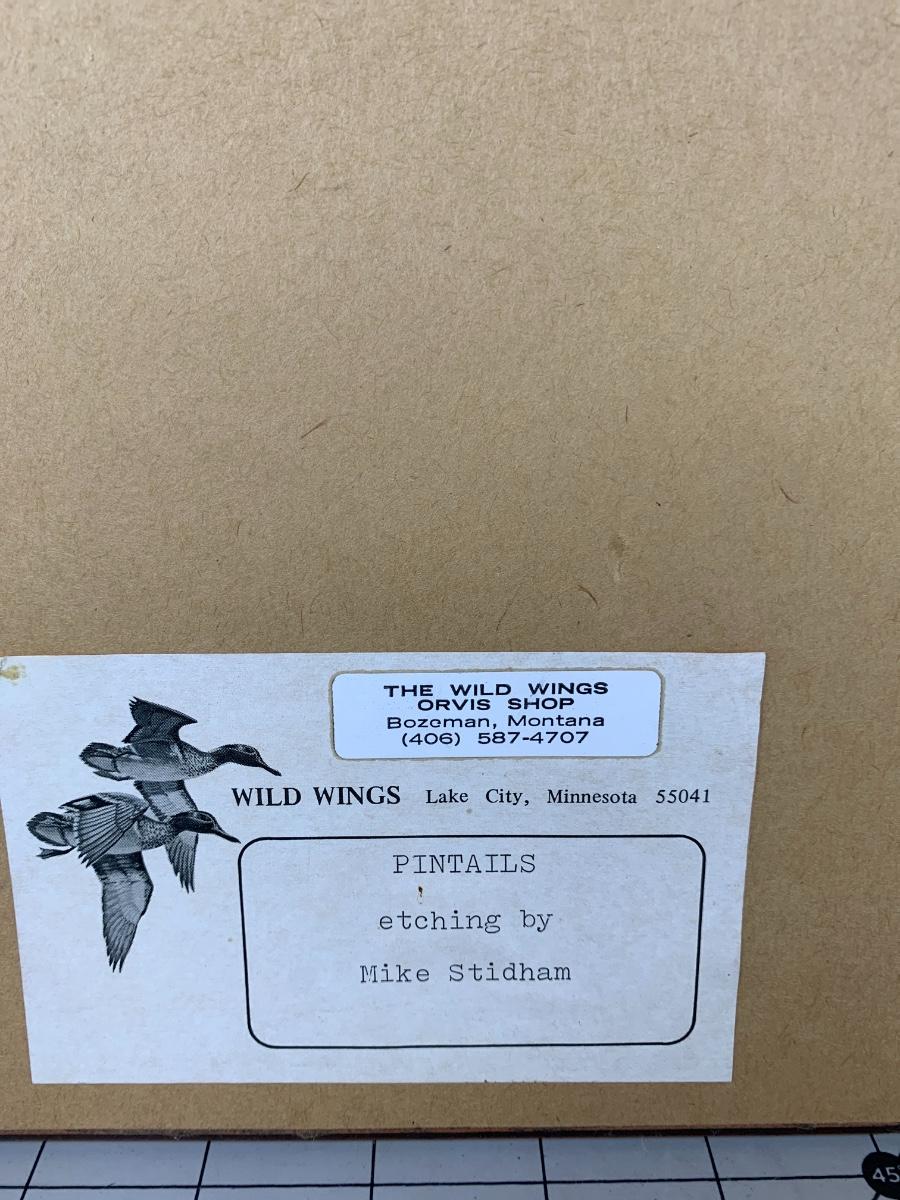 THE WILD WINGS
ORVIS SHOP
Bozeman, Montana
(406) 587-4707
WILD WINGS Lake City, Minnesota 55041
PINTAILS
etching by
Mike Stidham
45°